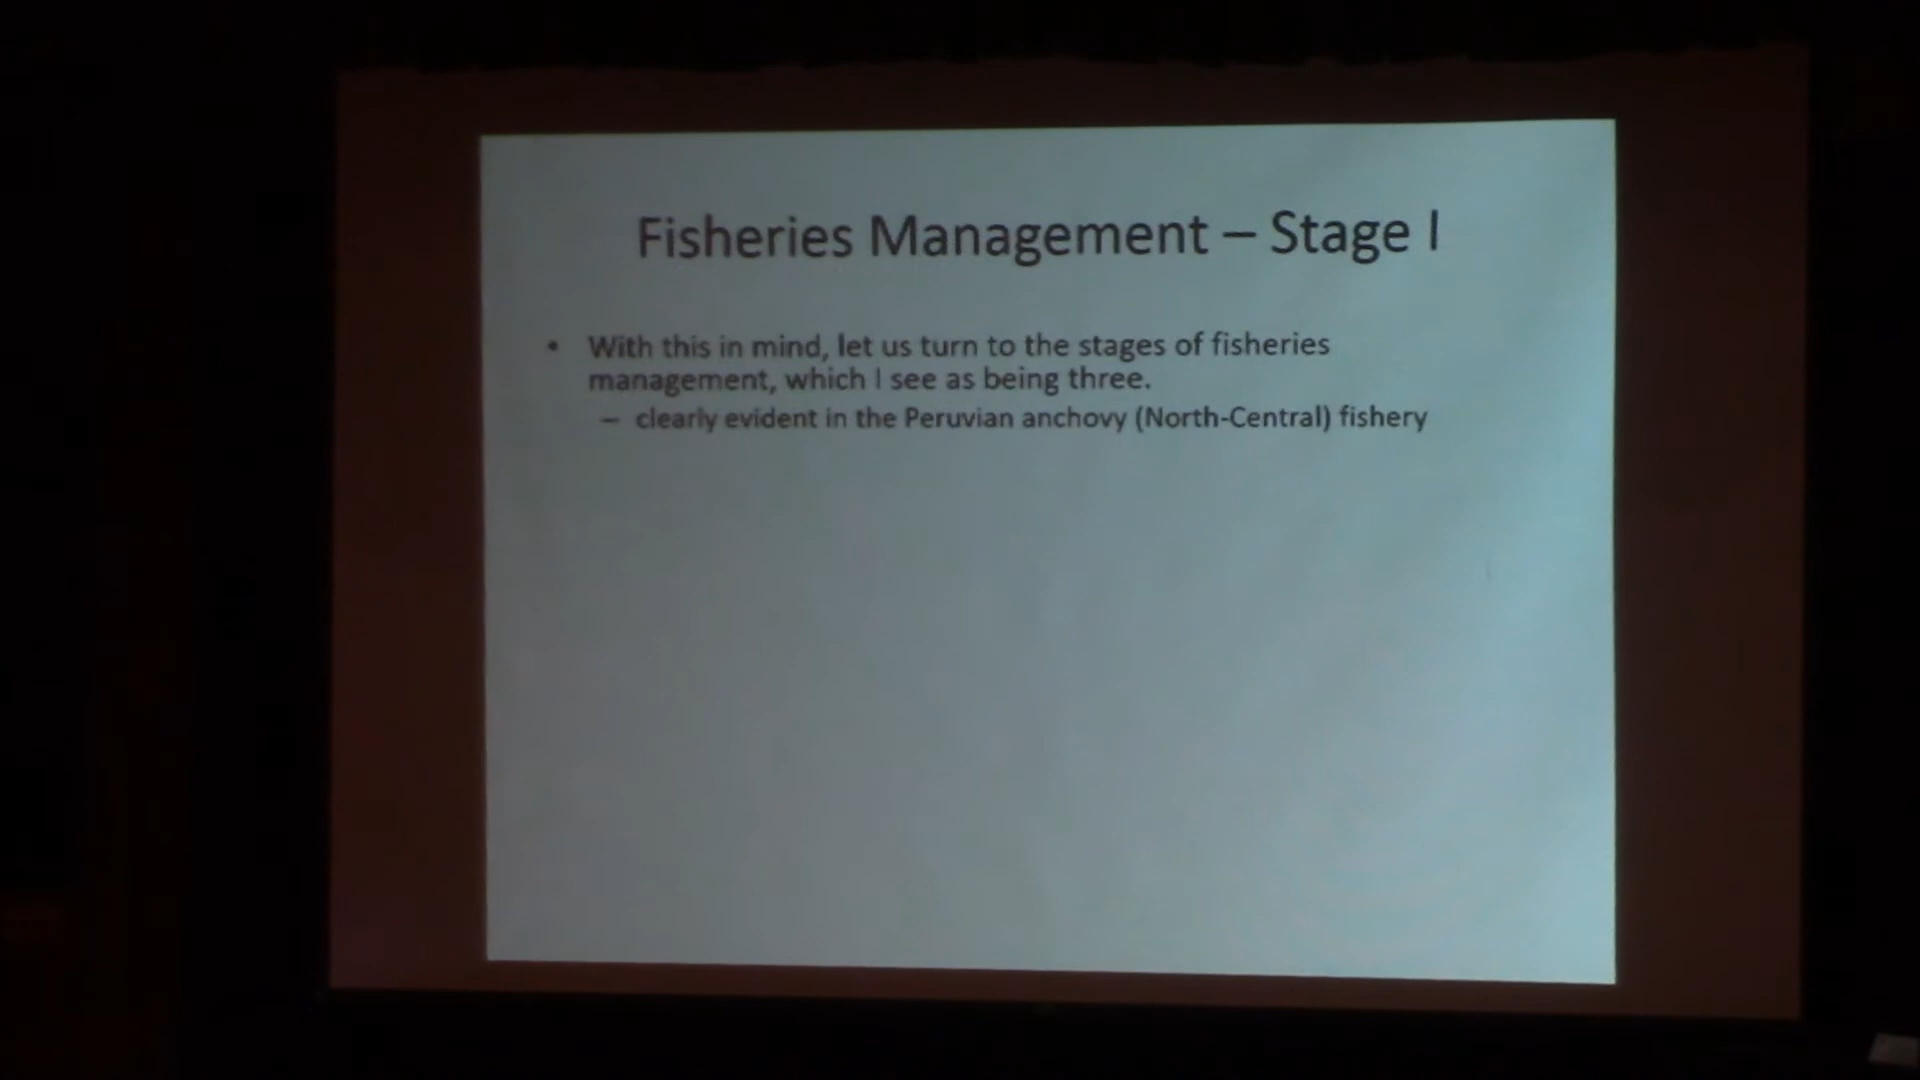 Fisheries Management – Stage I
• With this in mind, let us turn to the stages of fisheries
management, which I see as being three.
– clearly evident in the Peruvian anchovy (North-Central) fishery